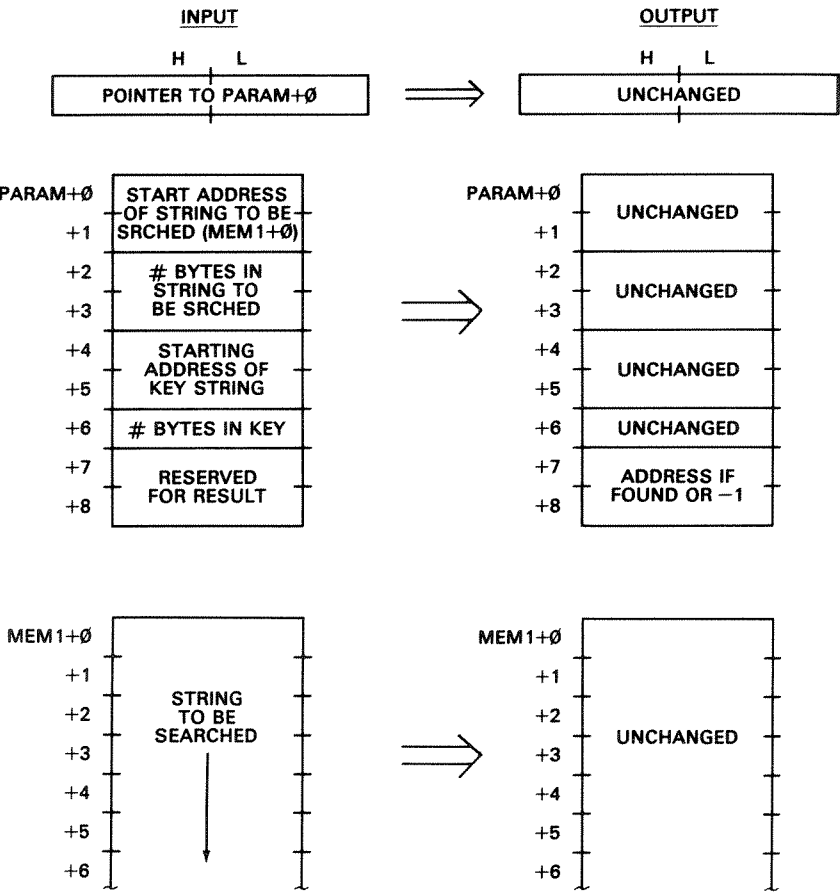 INPUT
H L
POINTER TO PARAM+Ø
OUTPUT
H L
UNCHANGED
PARAM+Ø
+1
+2
+3
+4
+5
+6
+7
+8
START ADDRESS
OF STRING TO BE
SRCHED (MEM1+Ø)
# BYTES IN
STRING TO
BE SRCHED
STARTING
ADDRESS OF
KEY STRING
# BYTES IN KEY
RESERVED
FOR RESULT
PARAM+Ø
+1
+2
+3
+4
+5
+6
+7
+8
UNCHANGED
UNCHANGED
UNCHANGED
UNCHANGED
ADDRESS IF
FOUND OR −1
MEM1+Ø
+1
+2
+3
+4
+5
+6
STRING
TO BE
SEARCHED
MEM1+Ø
+1
+2
+3
+4
+5
+6
UNCHANGED